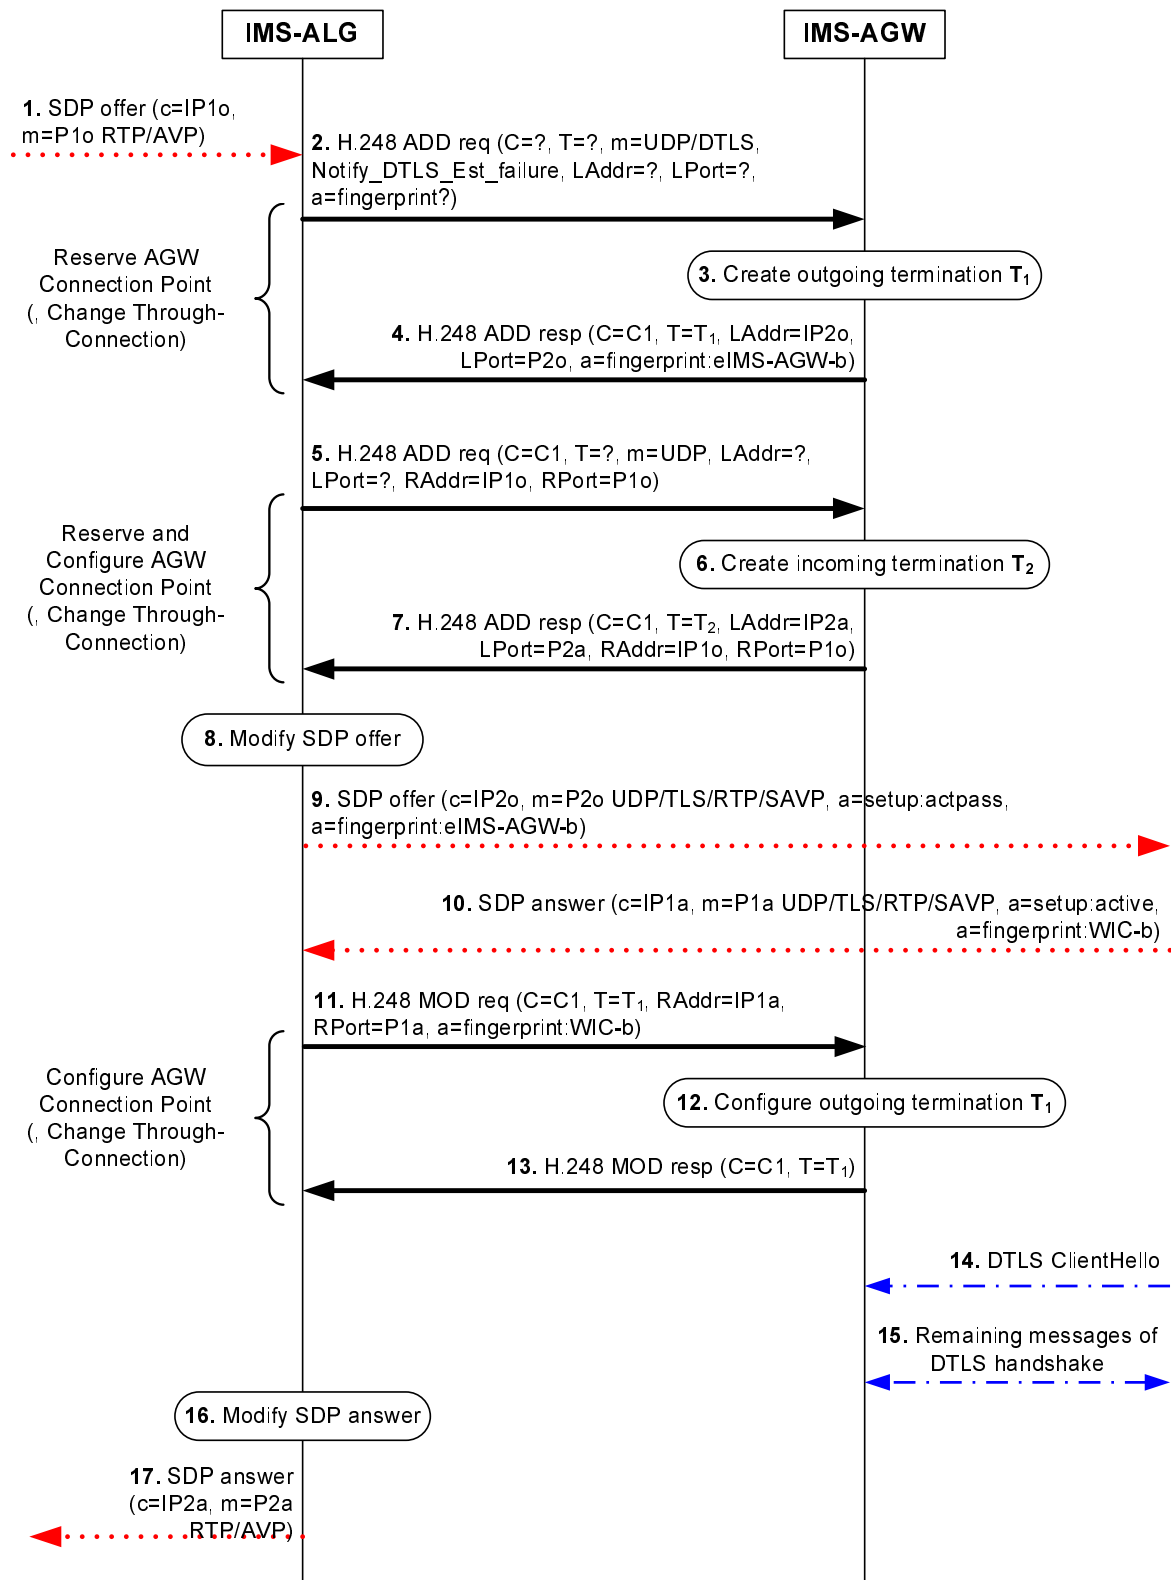 IMS-ALG
IMS-AGW
1. SDP offer (c=IP1o,
m=P1o RTP/AVP)
2. H.248 ADD req (C=?, T=?, m=UDP/DTLS,
Notify_DTLS_Est_failure, LAddr=?, LPort=?,
a=fingerprint?)
Reserve AGW
Connection Point
(, Change Through-
Connection)
3. Create outgoing termination T1
4. H.248 ADD resp (C=C1, T=T1, LAddr=IP2o,
LPort=P2o, a=fingerprint:eIMS-AGW-b)
5. H.248 ADD req (C=C1, T=?, m=UDP, LAddr=?,
LPort=?, RAddr=IP1o, RPort=P1o)
Reserve and
Configure AGW
Connection Point
(, Change Through-
Connection)
6. Create incoming termination T2
7. H.248 ADD resp (C=C1, T=T2, LAddr=IP2a,
LPort=P2a, RAddr=IP1o, RPort=P1o)
8. Modify SDP offer
9. SDP offer (c=IP2o, m=P2o UDP/TLS/RTP/SAVP, a=setup:actpass,
a=fingerprint:eIMS-AGW-b)
10. SDP answer (c=IP1a, m=P1a UDP/TLS/RTP/SAVP, a=setup:active,
a=fingerprint:WIC-b)
11. H.248 MOD req (C=C1, T=T1, RAddr=IP1a,
RPort=P1a, a=fingerprint:WIC-b)
Configure AGW
Connection Point
(, Change Through-
Connection)
12. Configure outgoing termination T1
13. H.248 MOD resp (C=C1, T=T1)
14. DTLS ClientHello
15. Remaining messages of
DTLS handshake
16. Modify SDP answer
17. SDP answer
(c=IP2a, m=P2a
RTP/AVP)